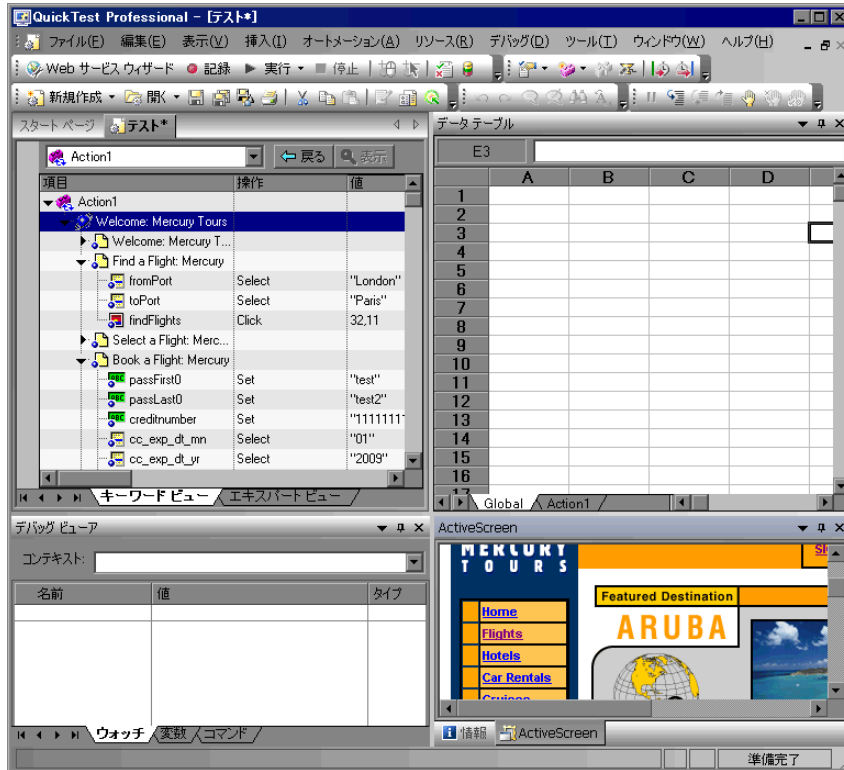 QuickTest Professional - [テスト*]
ファイル(F) 編集(E) 表示(V) 挿入(I) オートメーション(A) リソース(R) デバッグ(D) ツール(T) ウィンドウ(W) ヘルプ(H)
Web サービス ウィザード 記録 実行 停止
新規作成 開く
スタート ページ テスト*
Action1 戻る 表示
項目 操作 値
Action1
Welcome: Mercury Tours
Welcome: Mercury T...
Find a Flight: Mercury
fromPort Select "London"
toPort Select "Paris"
findFlights Click 32,11
Select a Flight: Merc...
Book a Flight: Mercury
passFirst0 Set "test"
passLast0 Set "test2"
creditnumber Set "1111111
cc_exp_dt_mn Select "01"
cc_exp_dt_yr Select "2009"
キーワード ビュー エキスパート ビュー
データ テーブル
E3
A B C D
1
2
3
4
5
6
7
8
9
10
11
12
13
14
15
16
17
Global Action1
デバッグ ビューア
コンテキスト:
名前 値 タイプ
ウォッチ 変数 コマンド
ActiveScreen
MERCURY
TOURS
Home
Flights
Hotels
Car Rentals
Cruises
Featured Destination
ARUBA
情報 ActiveScreen
準備完了